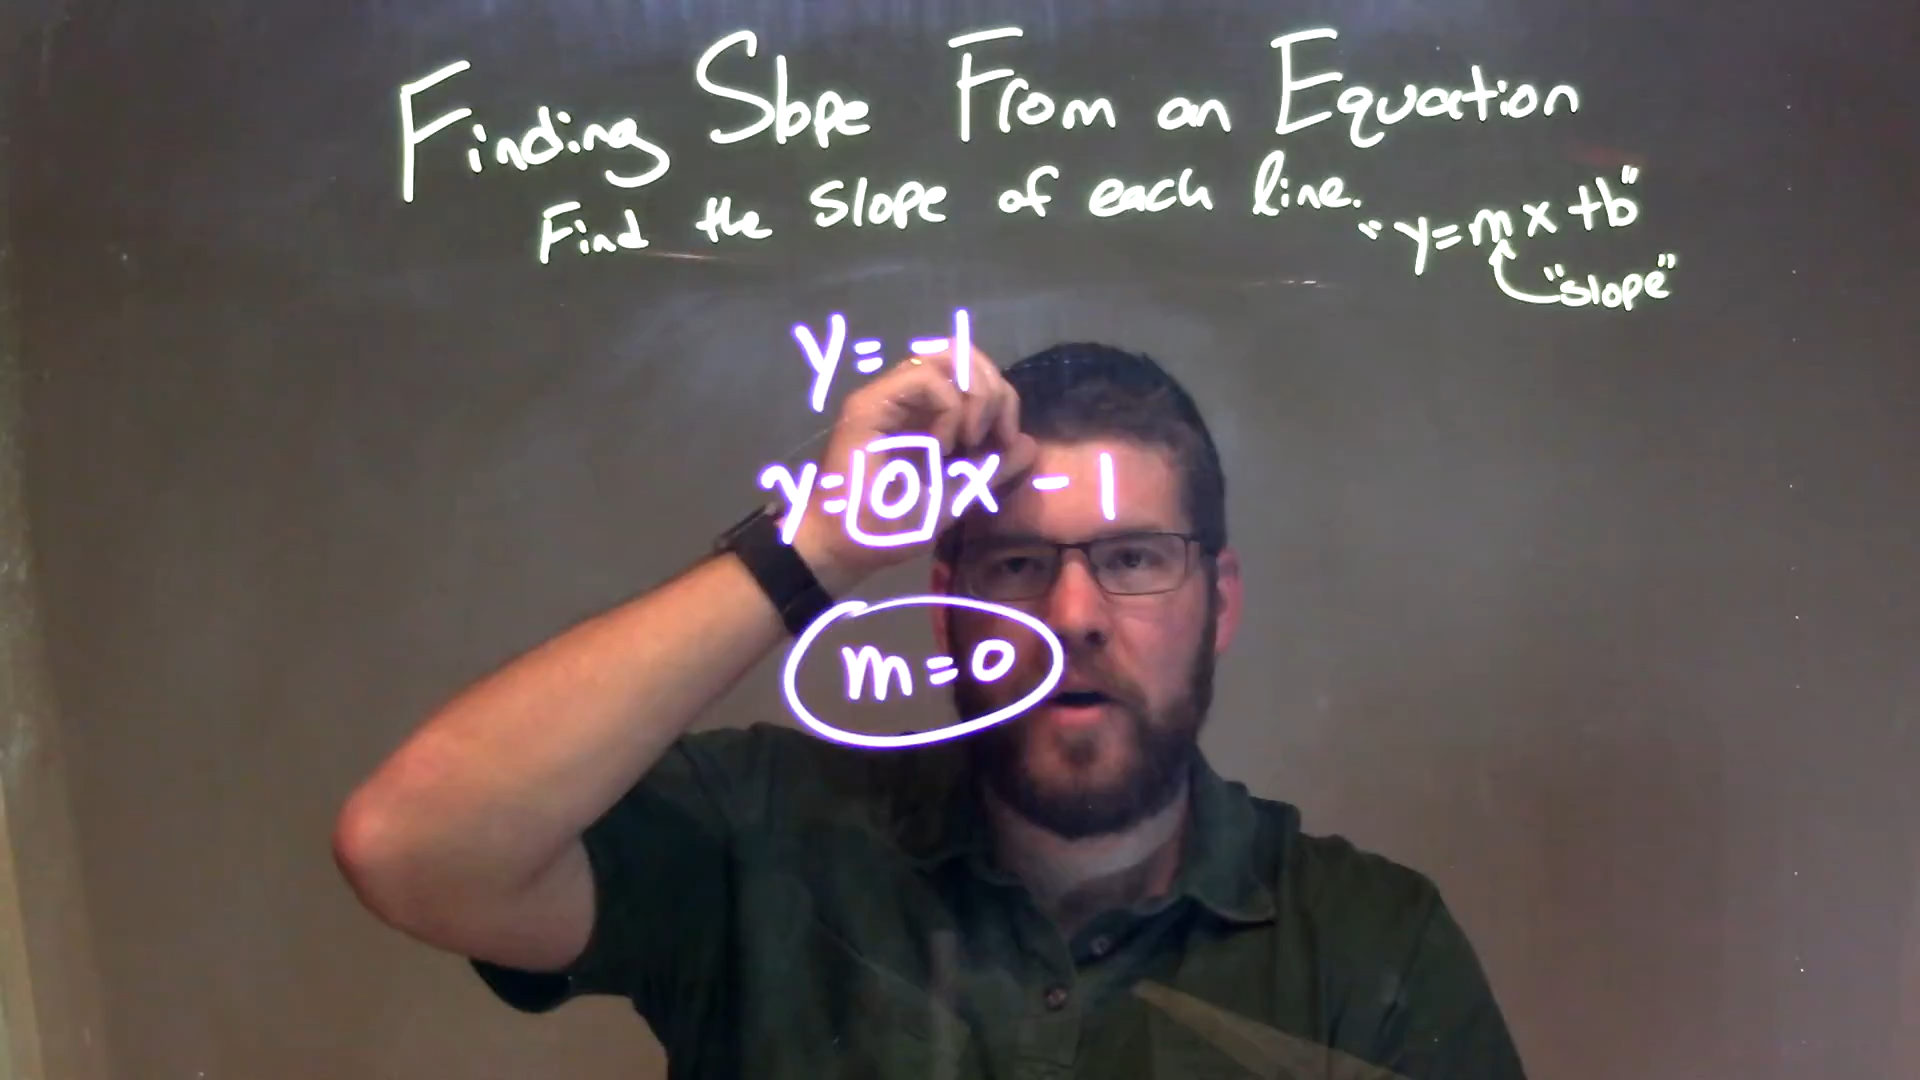 Finding Slope From an Equation
Find the slope of each line.
"y=mx+b"
"slope"
y=-1
y=0x-1
m=0